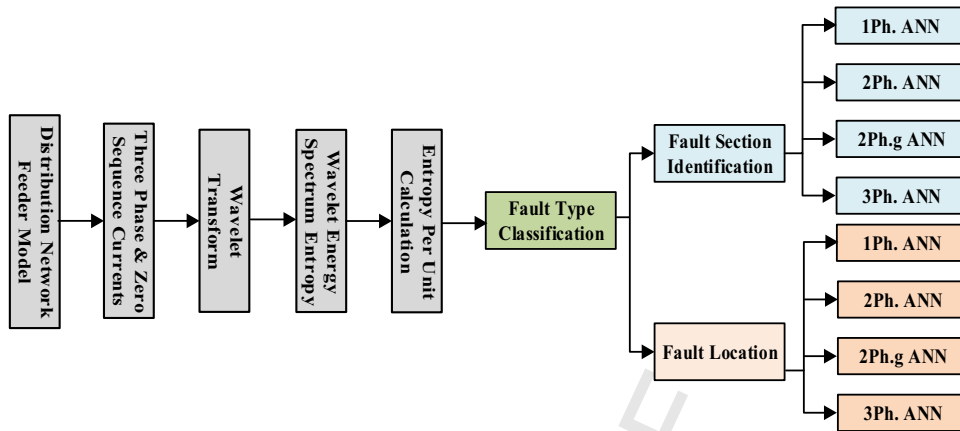 Distribution Network
Feeder Model
Three Phase & Zero
Sequence Currents
Wavelet
Transform
Wavelet Energy
Spectrum Entropy
Entropy Per Unit
Calculation
Fault Type
Classification
Fault Section
Identification
1Ph. ANN
2Ph. ANN
2Ph.g ANN
3Ph. ANN
Fault Location
1Ph. ANN
2Ph. ANN
2Ph.g ANN
3Ph. ANN